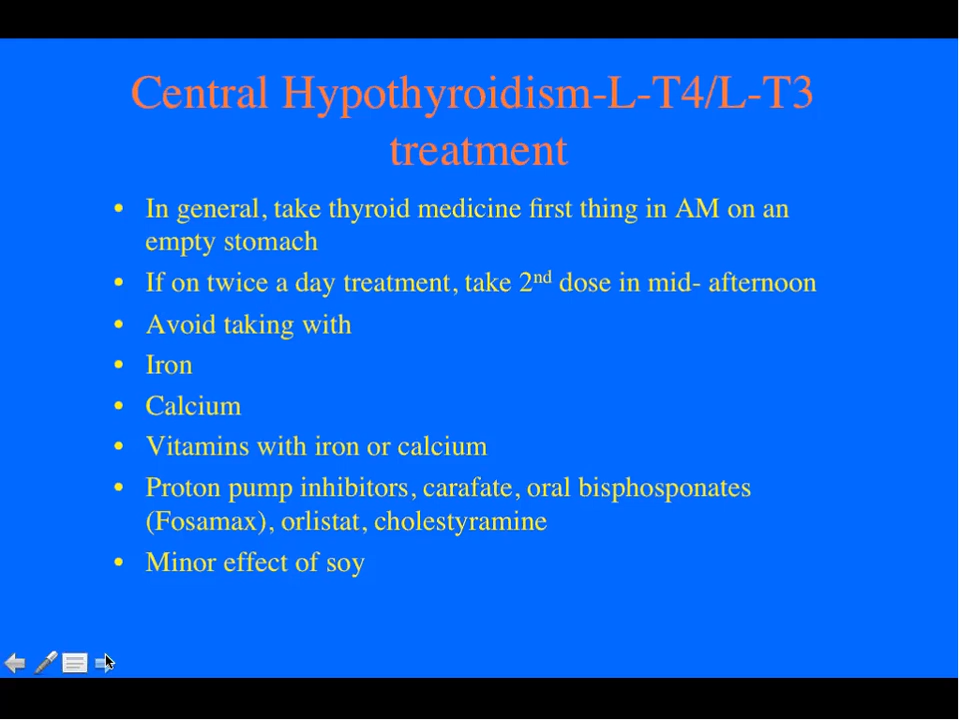 Central Hypothyroidism-L-T4/L-T3
treatment
• In general, take thyroid medicine first thing in AM on an
empty stomach
• If on twice a day treatment, take 2nd dose in mid- afternoon
• Avoid taking with
• Iron
• Calcium
• Vitamins with iron or calcium
• Proton pump inhibitors, carafate, oral bisphosponates
(Fosamax), orlistat, cholestyramine
• Minor effect of soy